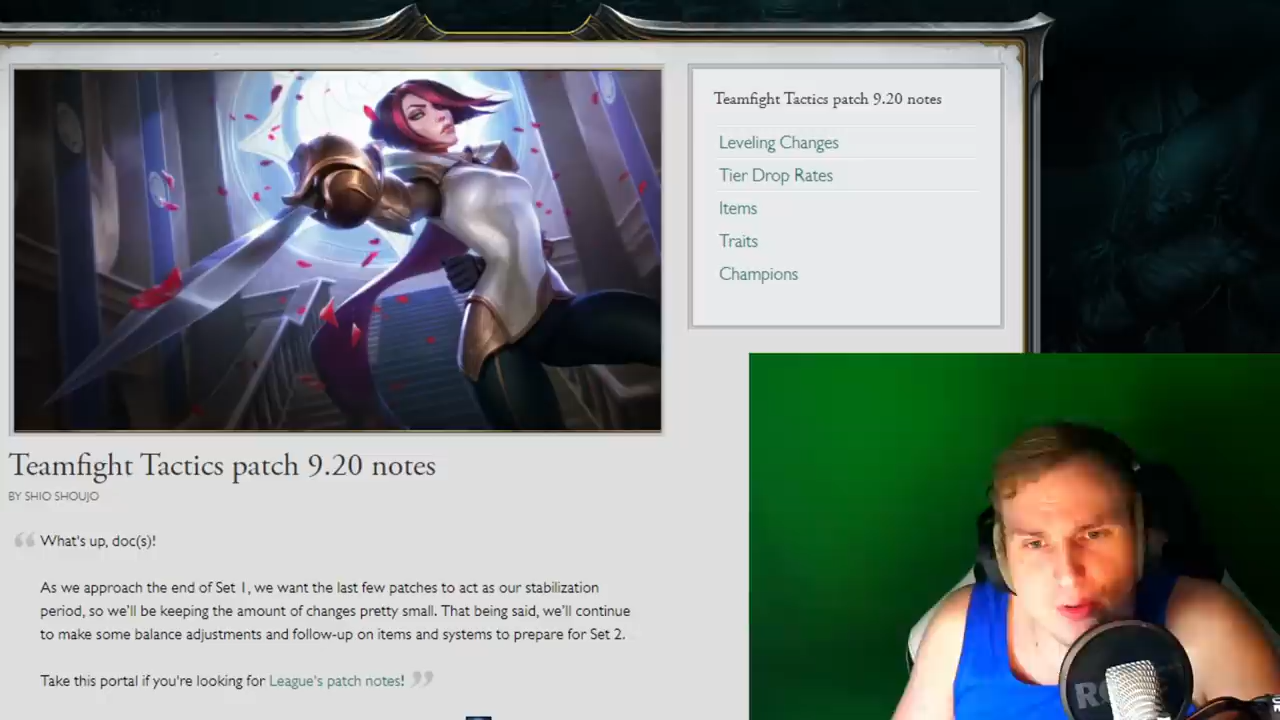 Teamfight Tactics patch 9.20 notes
Leveling Changes
Tier Drop Rates
Items
Traits
Champions
Teamfight Tactics patch 9.20 notes
BY SHIO SHOUJO
What's up, doc(s)!
As we approach the end of Set 1, we want the last few patches to act as our stabilization
period, so we'll be keeping the amount of changes pretty small. That being said, we'll continue
to make some balance adjustments and follow-up on items and systems to prepare for Set 2.
Take this portal if you're looking for League's patch notes!